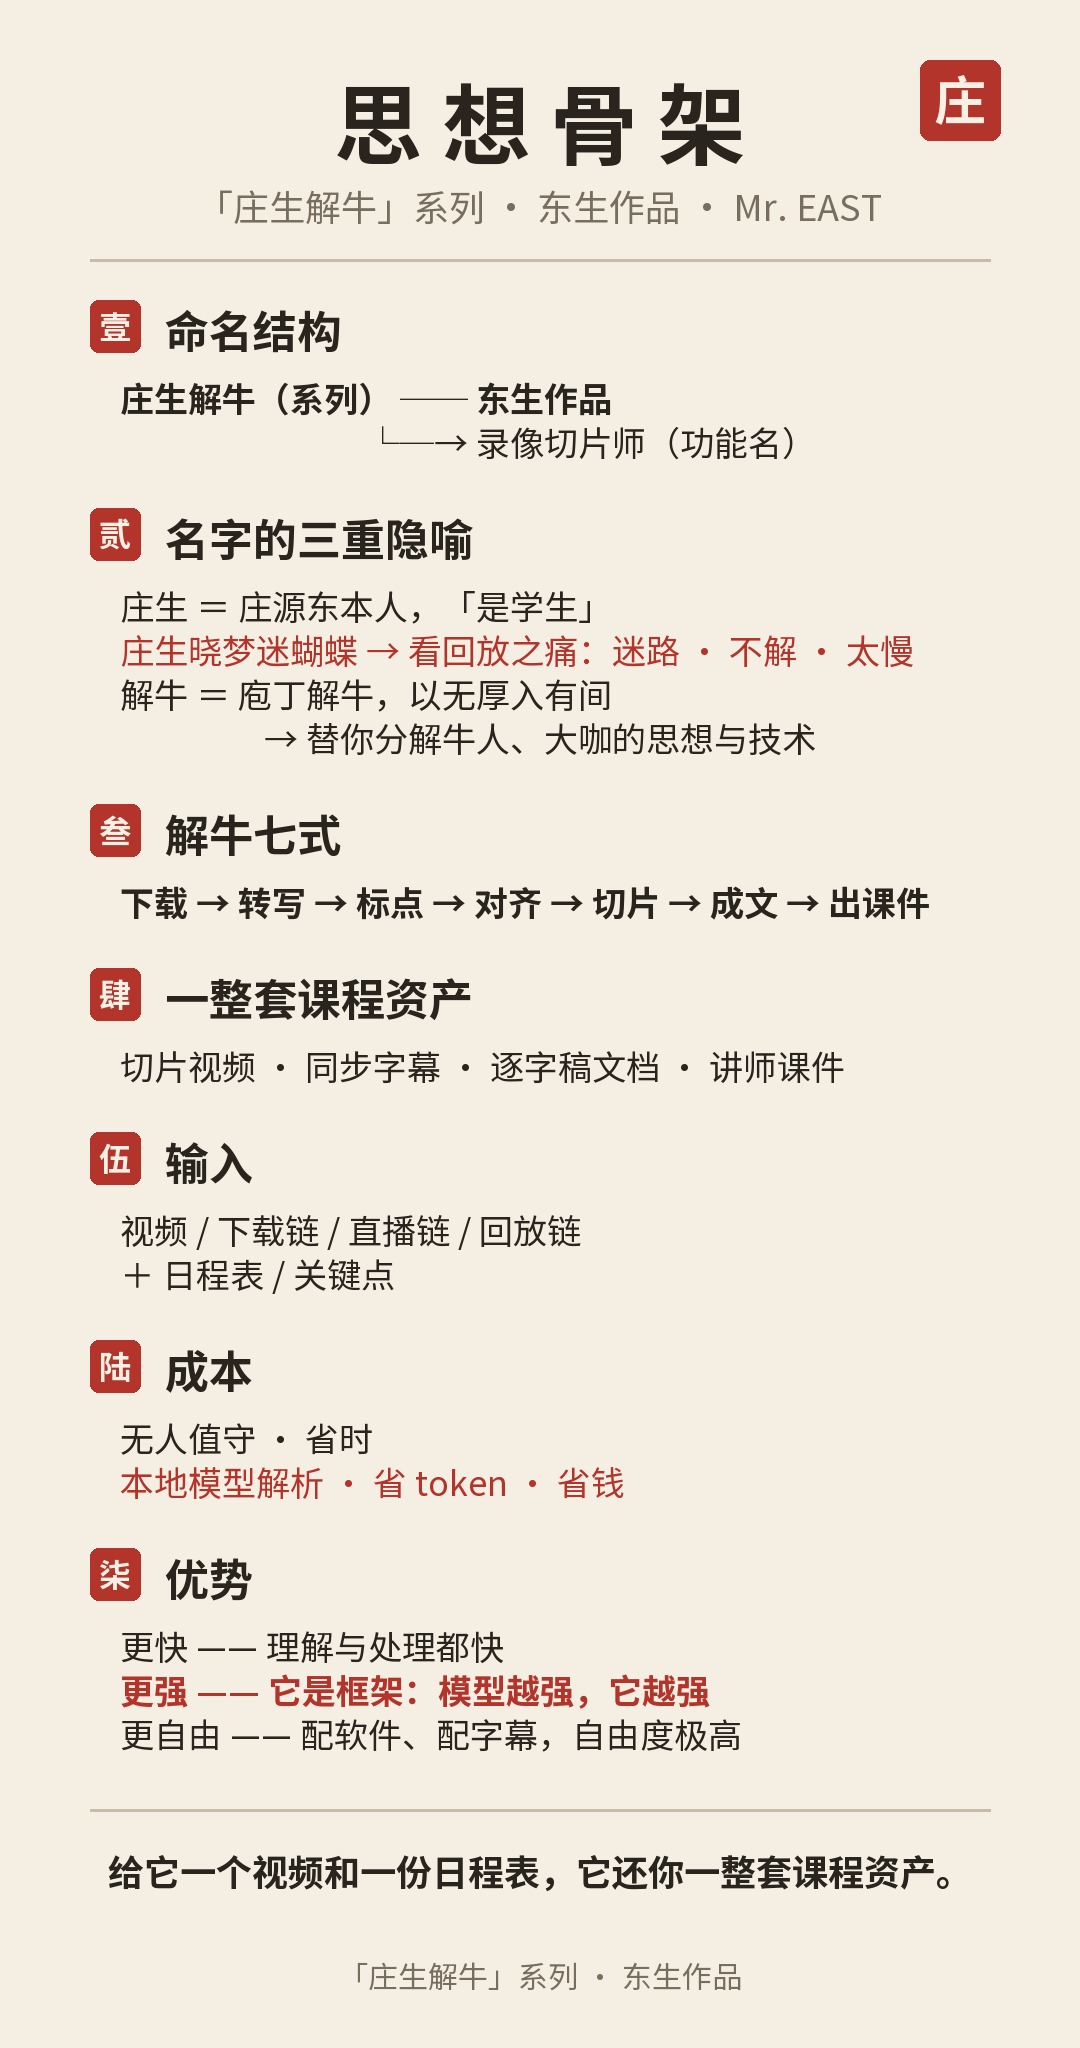 思想骨架
庄
「庄生解牛」系列 · 东生作品 · Mr. EAST
壹 命名结构
庄生解牛（系列） ── 东生作品
└─→ 录像切片师（功能名）
贰 名字的三重隐喻
庄生 ＝ 庄源东本人，「是学生」
庄生晓梦迷蝴蝶 → 看回放之痛：迷路 · 不解 · 太慢
解牛 ＝ 庖丁解牛，以无厚入有间
→ 替你分解牛人、大咖的思想与技术
叁 解牛七式
下载 → 转写 → 标点 → 对齐 → 切片 → 成文 → 出课件
肆 一整套课程资产
切片视频 · 同步字幕 · 逐字稿文档 · 讲师课件
伍 输入
视频 / 下载链 / 直播链 / 回放链
＋ 日程表 / 关键点
陆 成本
无人值守 · 省时
本地模型解析 · 省 token · 省钱
柒 优势
更快 —— 理解与处理都快
更强 —— 它是框架：模型越强，它越强
更自由 —— 配软件、配字幕，自由度极高
给它一个视频和一份日程表，它还你一整套课程资产。
「庄生解牛」系列 · 东生作品